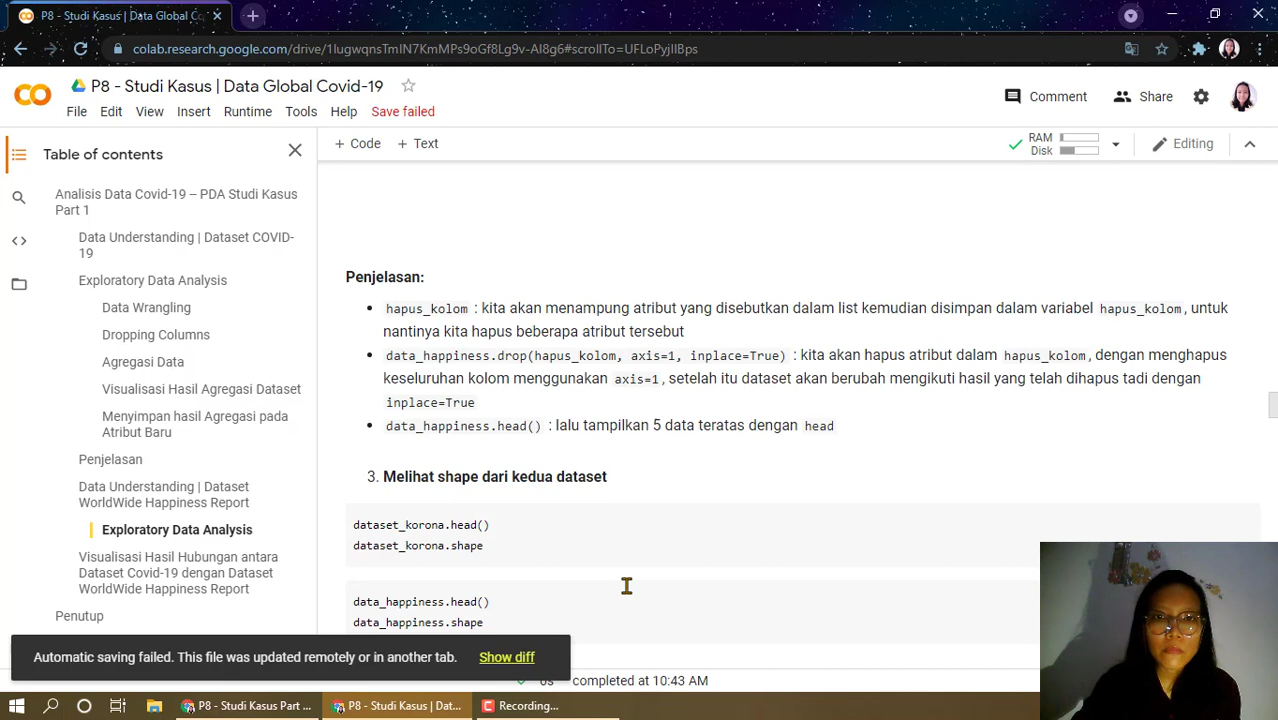 P8 - Studi Kasus | Data Global Co
colab.research.google.com/drive/1lugwqnsTmIN7KmMPs9oGf8Lg9v-AI8g6#scrollTo=UFLoPyjIIBps
P8 - Studi Kasus | Data Global Covid-19
File Edit View Insert Runtime Tools Help Save failed
Comment Share
+ Code + Text
RAM
Disk
Editing
Table of contents
Analisis Data Covid-19 – PDA Studi Kasus
Part 1
Data Understanding | Dataset COVID-
19
Exploratory Data Analysis
Data Wrangling
Dropping Columns
Agregasi Data
Visualisasi Hasil Agregasi Dataset
Menyimpan hasil Agregasi pada
Atribut Baru
Penjelasan
Data Understanding | Dataset
WorldWide Happiness Report
Exploratory Data Analysis
Visualisasi Hasil Hubungan antara
Dataset Covid-19 dengan Dataset
WorldWide Happiness Report
Penutup
Penjelasan:
• hapus_kolom : kita akan menampung atribut yang disebutkan dalam list kemudian disimpan dalam variabel hapus_kolom, untuk
nantinya kita hapus beberapa atribut tersebut
• data_happiness.drop(hapus_kolom, axis=1, inplace=True) : kita akan hapus atribut dalam hapus_kolom, dengan menghapus
keseluruhan kolom menggunakan axis=1, setelah itu dataset akan berubah mengikuti hasil yang telah dihapus tadi dengan
inplace=True
• data_happiness.head() : lalu tampilkan 5 data teratas dengan head
3. Melihat shape dari kedua dataset
dataset_korona.head()
dataset_korona.shape
data_happiness.head()
data_happiness.shape
Automatic saving failed. This file was updated remotely or in another tab. Show diff
0s completed at 10:43 AM
P8 - Studi Kasus Part ...
P8 - Studi Kasus | Dat...
Recording...